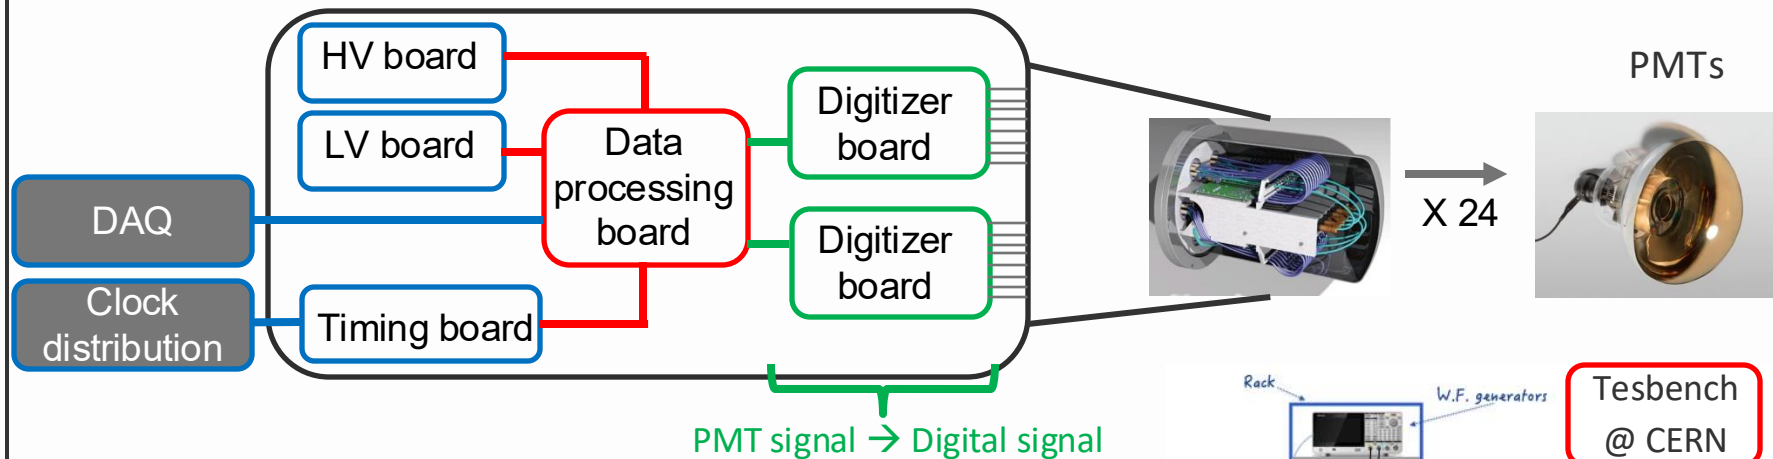 HV board
LV board
DAQ
Clock
distribution
Timing board
Data
processing
board
Digitizer
board
Digitizer
board
PMT signal → Digital signal
X 24
PMTs
Rack
W.F. generators
Tesbench
@ CERN